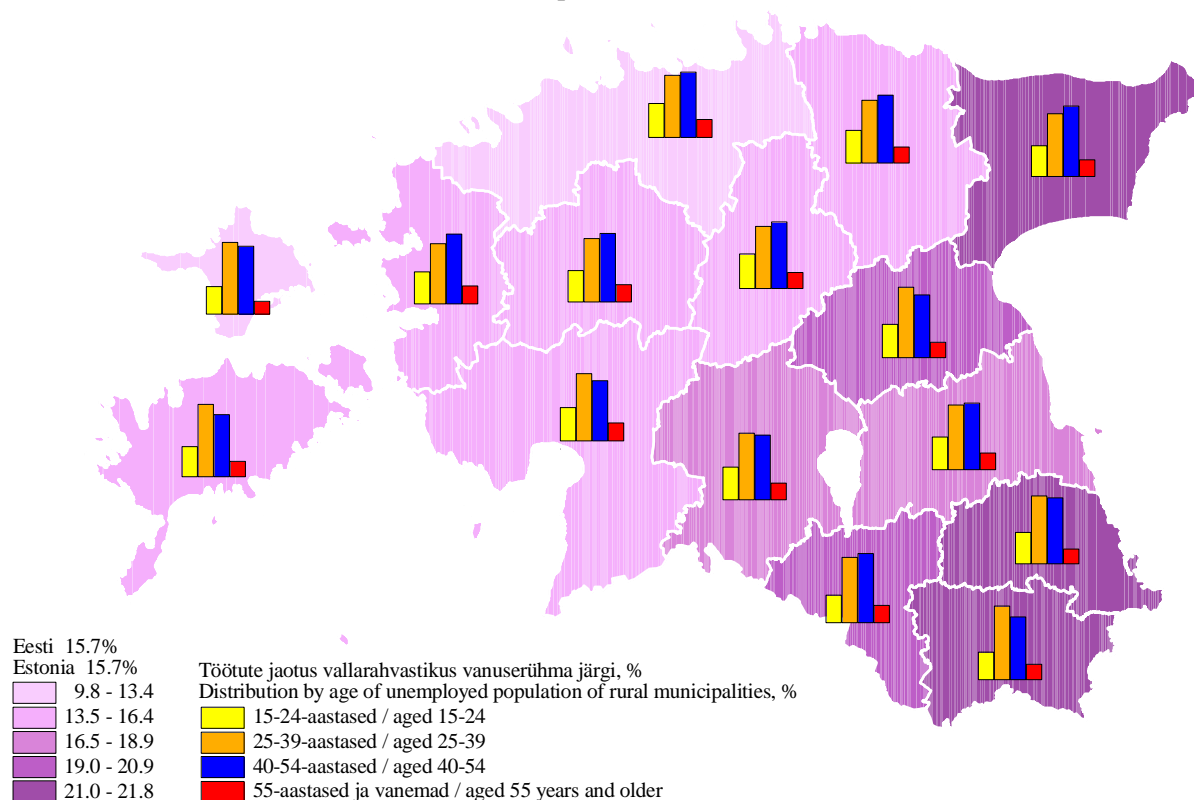 Eesti 15.7%
Estonia 15.7%
9.8 - 13.4
13.5 - 16.4
16.5 - 18.9
19.0 - 20.9
21.0 - 21.8
Töötute jaotus vallarahvastikus vanuserühma järgi, %
Distribution by age of unemployed population of rural municipalities, %
15-24-aastased / aged 15-24
25-39-aastased / aged 25-39
40-54-aastased / aged 40-54
55-aastased ja vanemad / aged 55 years and older